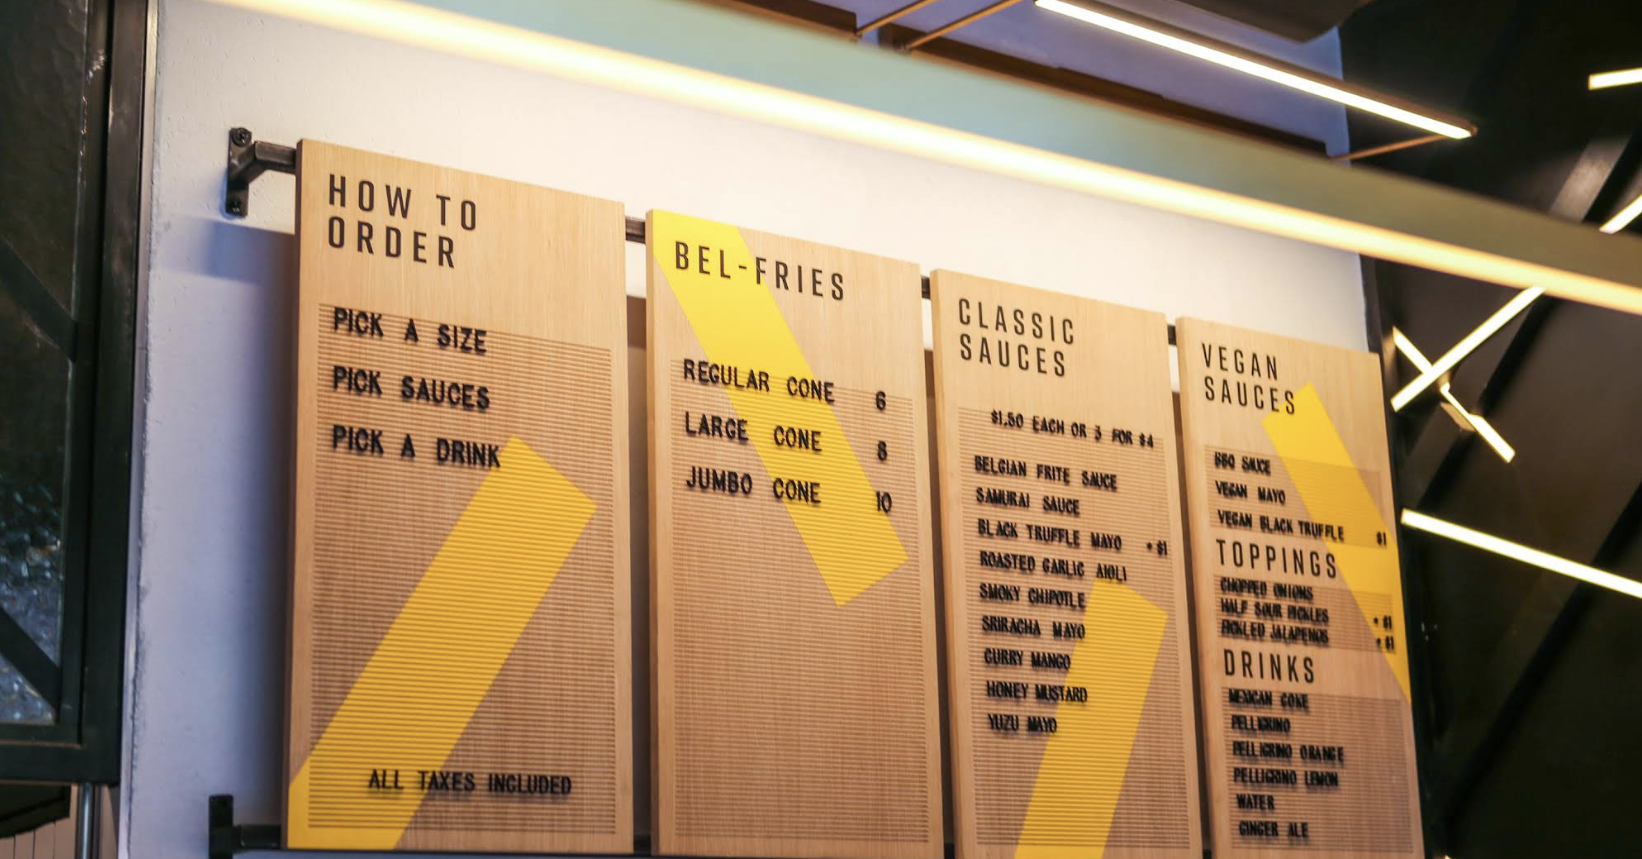 HOW TO
ORDER
PICK A SIZE
PICK SAUCES
PICK A DRINK
ALL TAXES INCLUDED
BEL-FRIES
REGULAR CONE 6
LARGE CONE 8
JUMBO CONE 10
CLASSIC
SAUCES
$1.50 EACH OR 3 FOR $4
BELGIAN FRITE SAUCE
SAMURAI SAUCE
BLACK TRUFFLE MAYO + $1
ROASTED GARLIC AIOLI
SMOKY CHIPOTLE
SRIRACHA MAYO
CURRY MANGO
HONEY MUSTARD
YUZU MAYO
VEGAN
SAUCES
BBQ SAUCE
VEGAN MAYO
VEGAN BLACK TRUFFLE $1
TOPPINGS
CHOPPED ONIONS
HALF SOUR PICKLES + $1
PICKLED JALAPENOS + $1
DRINKS
MEXICAN COKE
PELLIGRINO
PELLIGRINO ORANGE
PELLIGRINO LEMON
WATER
GINGER ALE